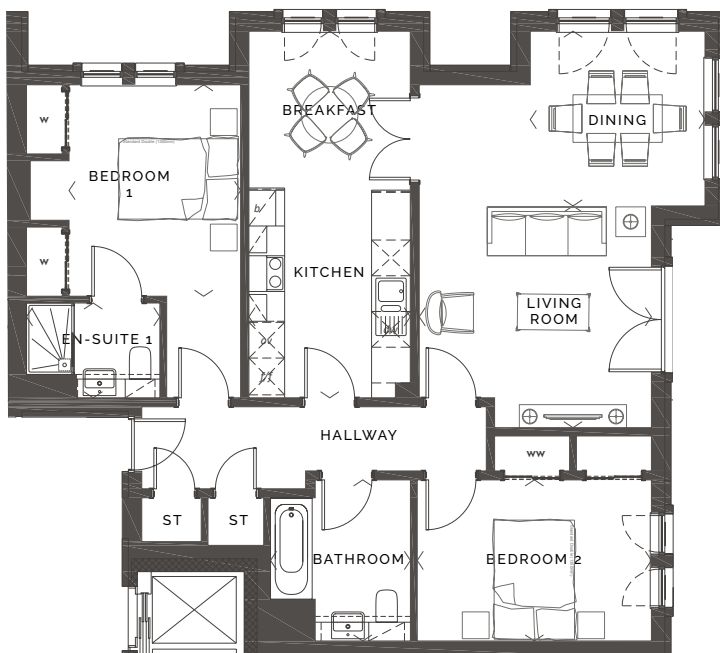 BREAKFAST
DINING
W
BEDROOM
1
b/
KITCHEN
W
LIVING
ROOM
EN-SUITE 1
HALLWAY
WW
ST
ST
BATHROOM
BEDROOM 2